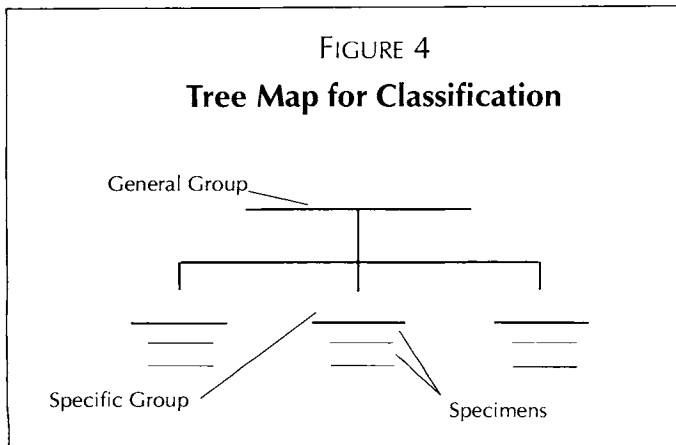 FIGURE 4
Tree Map for Classification
General Group
Specific Group
Specimens